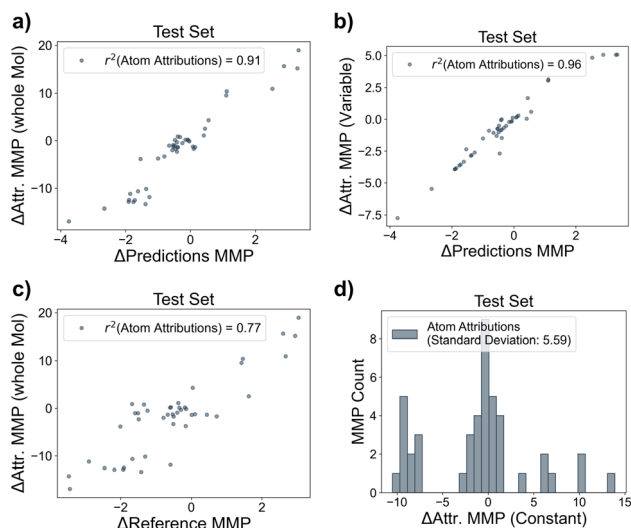 a)
Test Set
r²(Atom Attributions) = 0.91
ΔAttr. MMP (whole Mol)
20
10
0
−10
−4
−2
0
2
ΔPredictions MMP
b)
Test Set
r²(Atom Attributions) = 0.96
ΔAttr. MMP (Variable)
5.0
2.5
0.0
−2.5
−5.0
−7.5
−4
−2
0
2
ΔPredictions MMP
c)
Test Set
r²(Atom Attributions) = 0.77
ΔAttr. MMP (whole Mol)
20
10
0
−10
−2
0
2
ΔReference MMP
d)
Test Set
Atom Attributions
(Standard Deviation: 5.59)
MMP Count
8
6
4
2
0
−10
−5
0
5
10
15
ΔAttr. MMP (Constant)